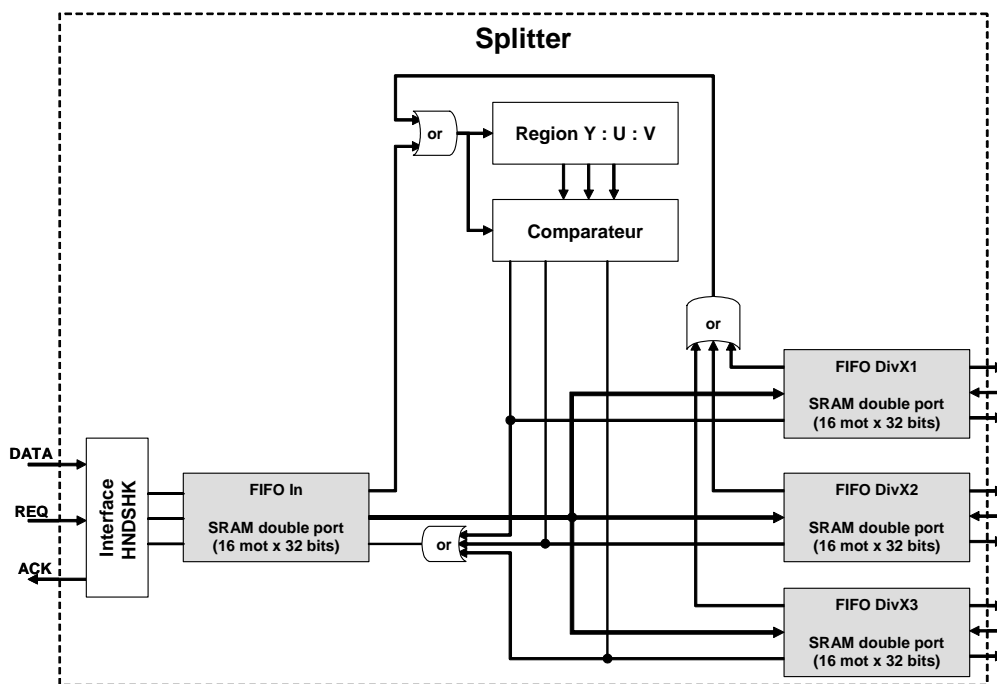 Splitter
or
Region Y : U : V
Comparateur
or
FIFO DivX1
SRAM double port
(16 mot x 32 bits)
DATA
REQ
ACK
Interface
HNDSHK
FIFO In
SRAM double port
(16 mot x 32 bits)
or
FIFO DivX2
SRAM double port
(16 mot x 32 bits)
FIFO DivX3
SRAM double port
(16 mot x 32 bits)